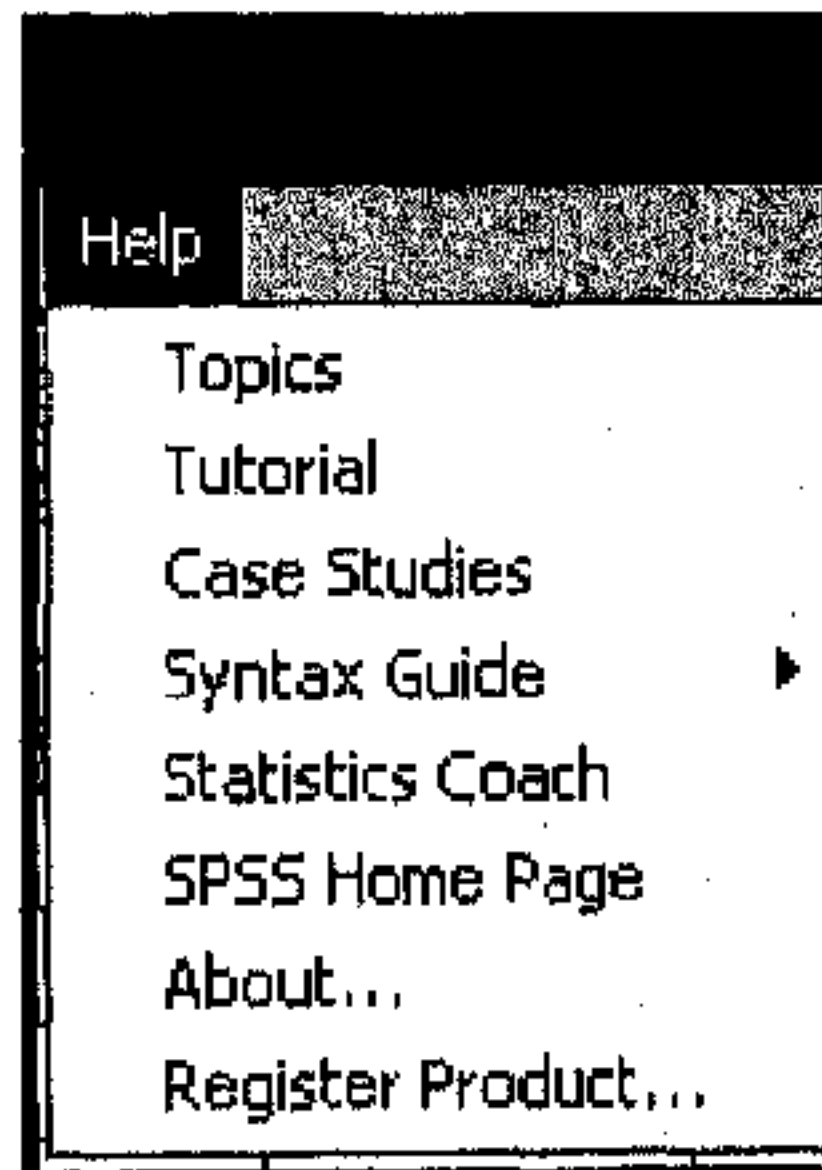 Help
Topics
Tutorial
Case Studies
Syntax Guide
Statistics Coach
SPSS Home Page
About...
Register Product...